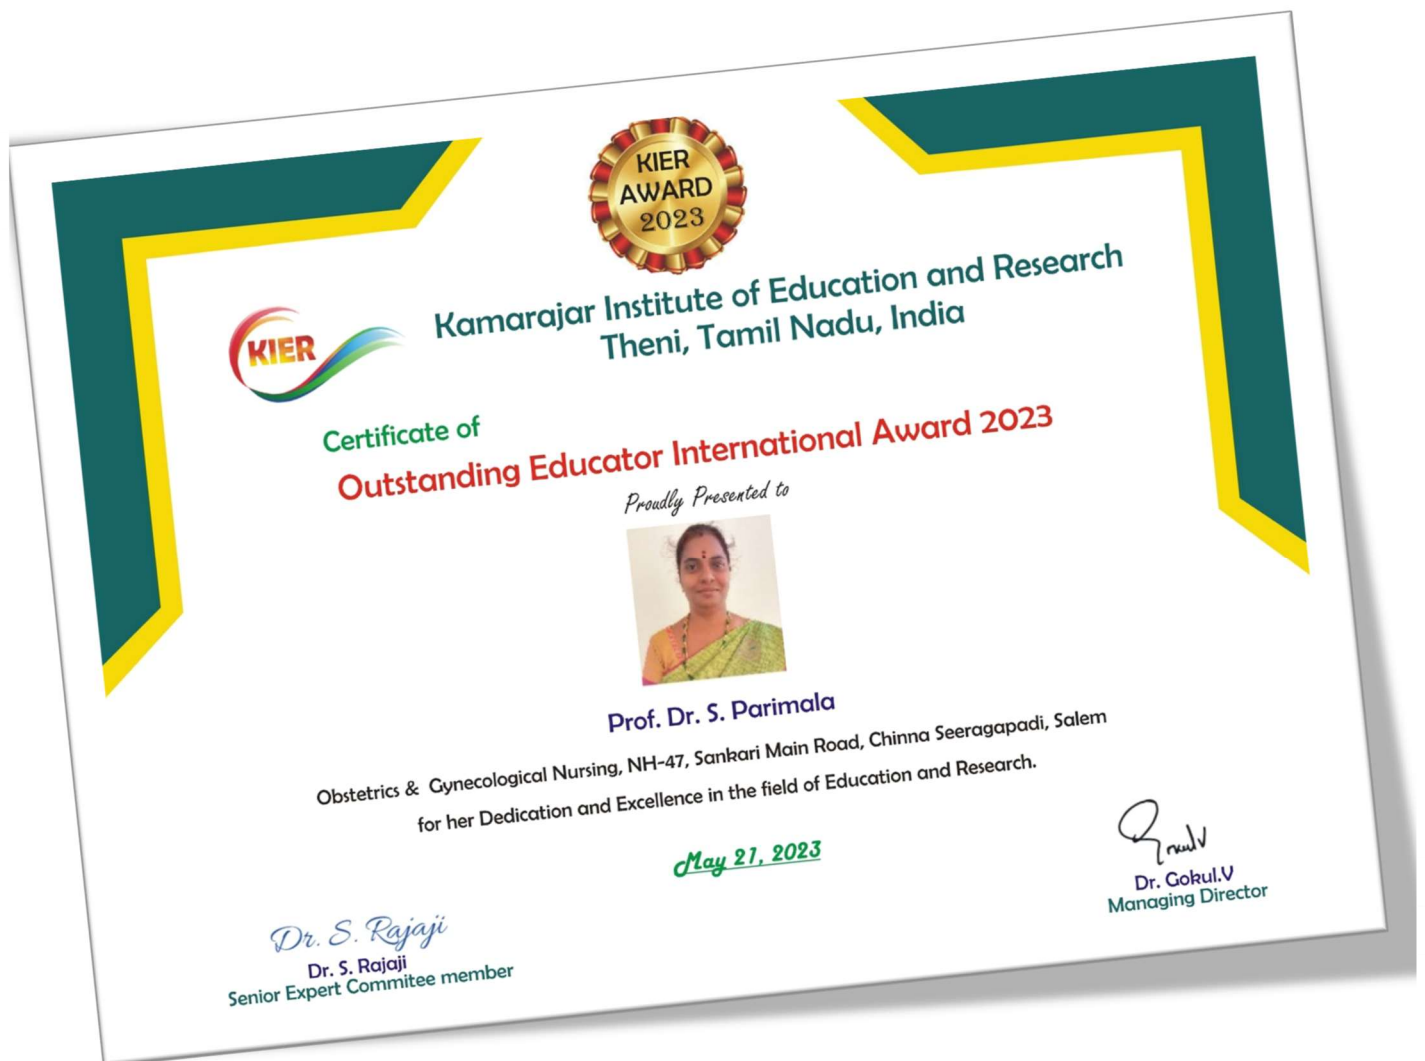 KIER
AWARD
2023
KIER
Kamarajar Institute of Education and Research
Theni, Tamil Nadu, India
Certificate of
Outstanding Educator International Award 2023
Proudly Presented to
Prof. Dr. S. Parimala
Obstetrics & Gynecological Nursing, NH-47, Sankari Main Road, Chinna Seeragapadi, Salem
for her Dedication and Excellence in the field of Education and Research.
May 21, 2023
Gokul V
Dr. Gokul.V
Managing Director
Dr. S. Rajaji
Dr. S. Rajaji
Senior Expert Commitee member